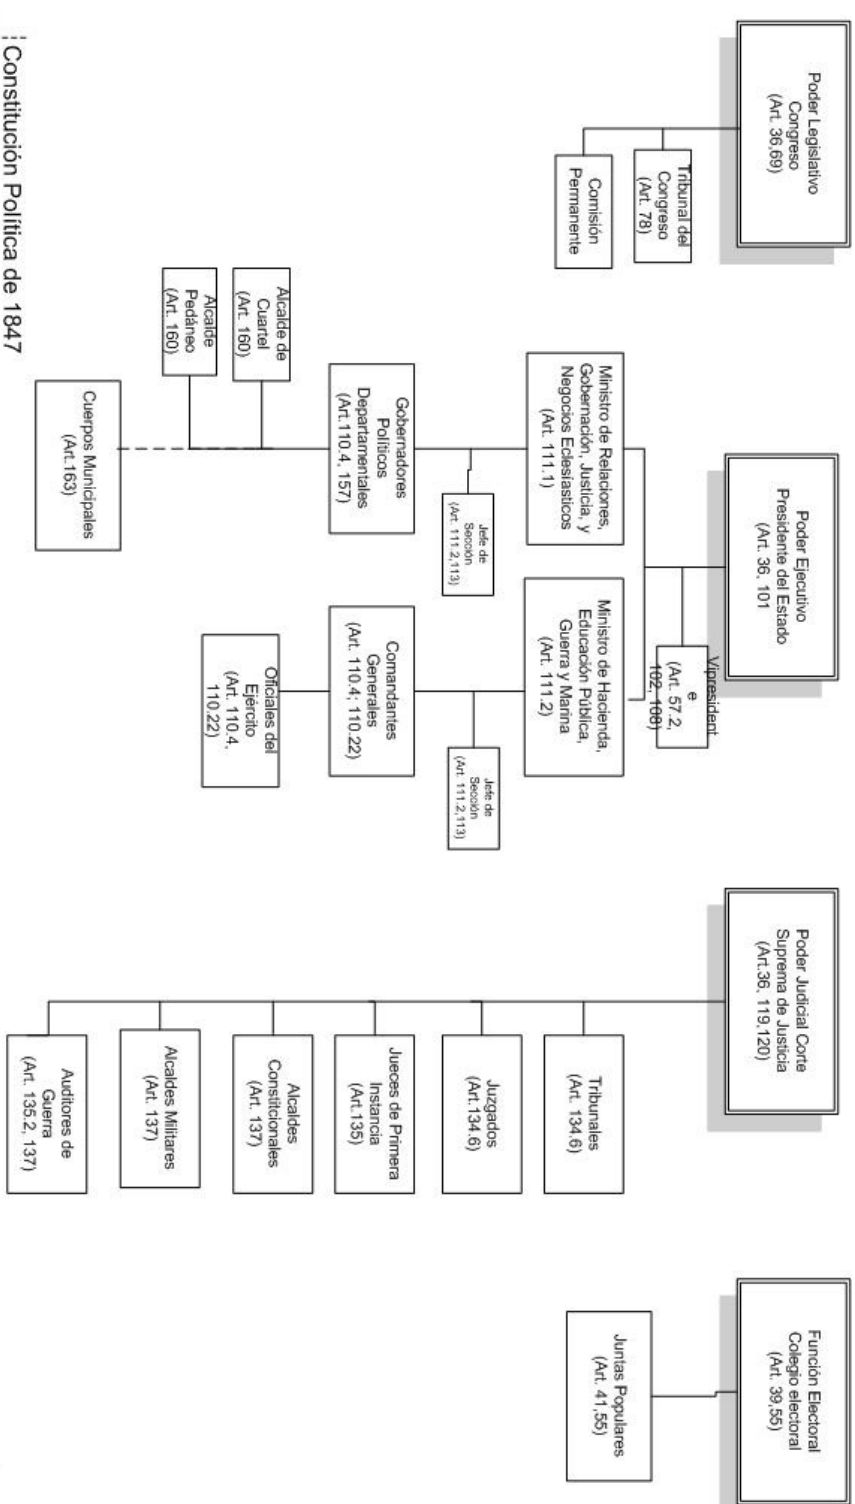 Poder Legislativo
Congreso
(Art. 36,69)
Tribunal del
Congreso
(Art. 78)
Comisión
Permanente
Poder Ejecutivo
Presidente del Estado
(Art. 36, 101
Vipresident
e
(Art. 57.2,
102, 108)
Ministro de Relaciones,
Gobernación, Justicia, y
Negocios Eclesíasticos
(Art. 111.1)
Jefe de
Sección
(Art. 111.2,113)
Gobernadores
Políticos
Departamentales
(Art.110.4, 157)
Alcalde de
Cuartel
(Art. 160)
Alcalde
Pedáneo
(Art. 160)
Cuerpos Municipales
(Art.163)
Ministro de Hacienda,
Educación Pública,
Guerra y Marina
(Art. 111.2)
Jefe de
Sección
(Art. 111.2,113)
Comandantes
Generales
(Art. 110.4; 110.22)
Oficiales del
Ejército
(Art. 110.4,
110.22)
Poder Judicial Corte
Suprema de Justicia
(Art.36, 119,120)
Tribunales
(Art. 134.6)
Juzgados
(Art.134.6)
Jueces de Primera
Instancia
(Art.135)
Alcaldes
Constitcionales
(Art. 137)
Alcaldes Militares
(Art. 137)
Auditores de
Guerra
(Art. 135.2, 137)
Función Electoral
Colegio electoral
(Art. 39,55)
Juntas Populares
(Art. 41,55)
Constitución Política de 1847